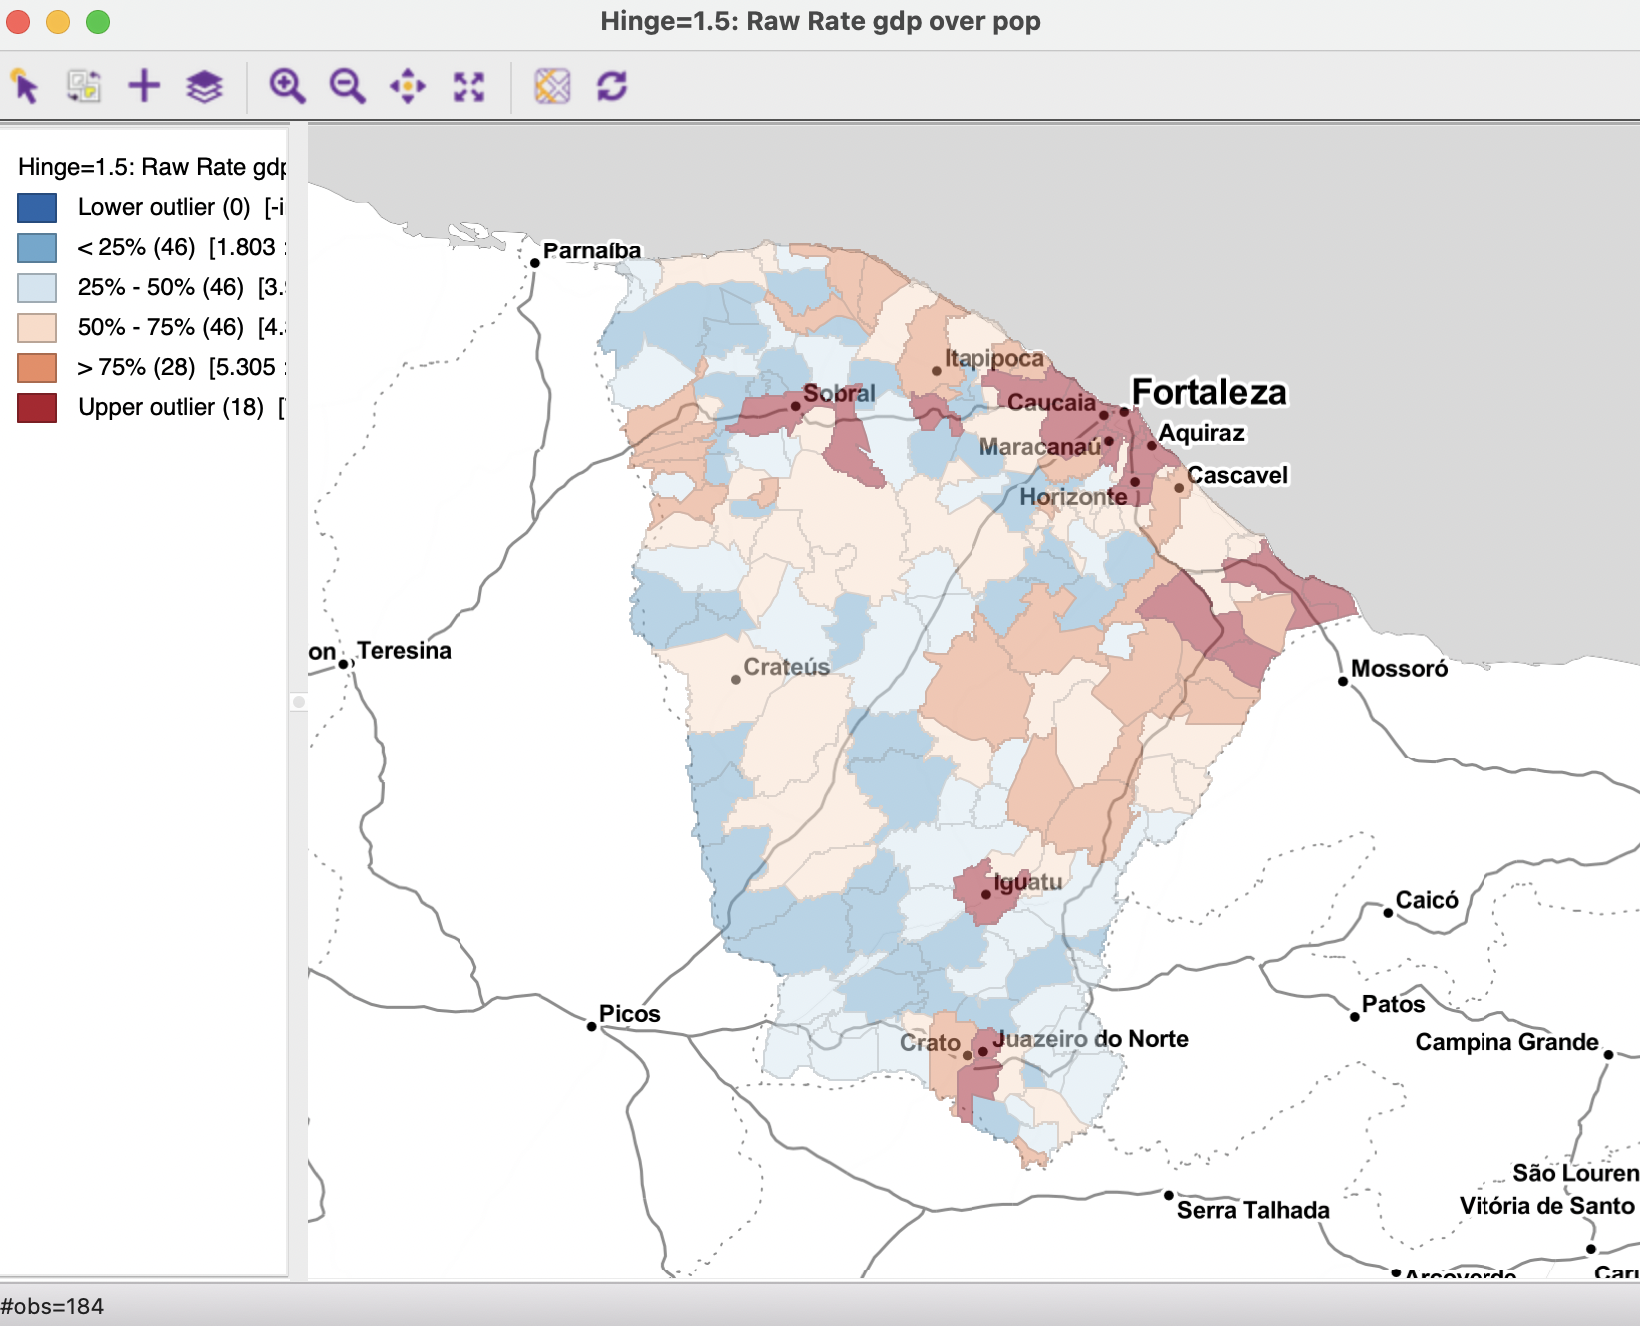 Hinge=1.5: Raw Rate gdp over pop
Hinge=1.5: Raw Rate gdp
Lower outlier (0) [-i
< 25% (46) [1.803 :
25% - 50% (46) [3.
50% - 75% (46) [4.
> 75% (28) [5.305 :
Upper outlier (18) [
Parnaíba
Itapipoca
Sobral
Fortaleza
Caucaia
Aquiraz
Maracanaú
Cascavel
Horizonte
on
Teresina
Crateús
Mossoró
Iguatu
Caicó
Picos
Patos
Crato
Juazeiro do Norte
Campina Grande
São Louren
Vitória de Santo
Serra Talhada
Arcoverde
Caru
#obs=184